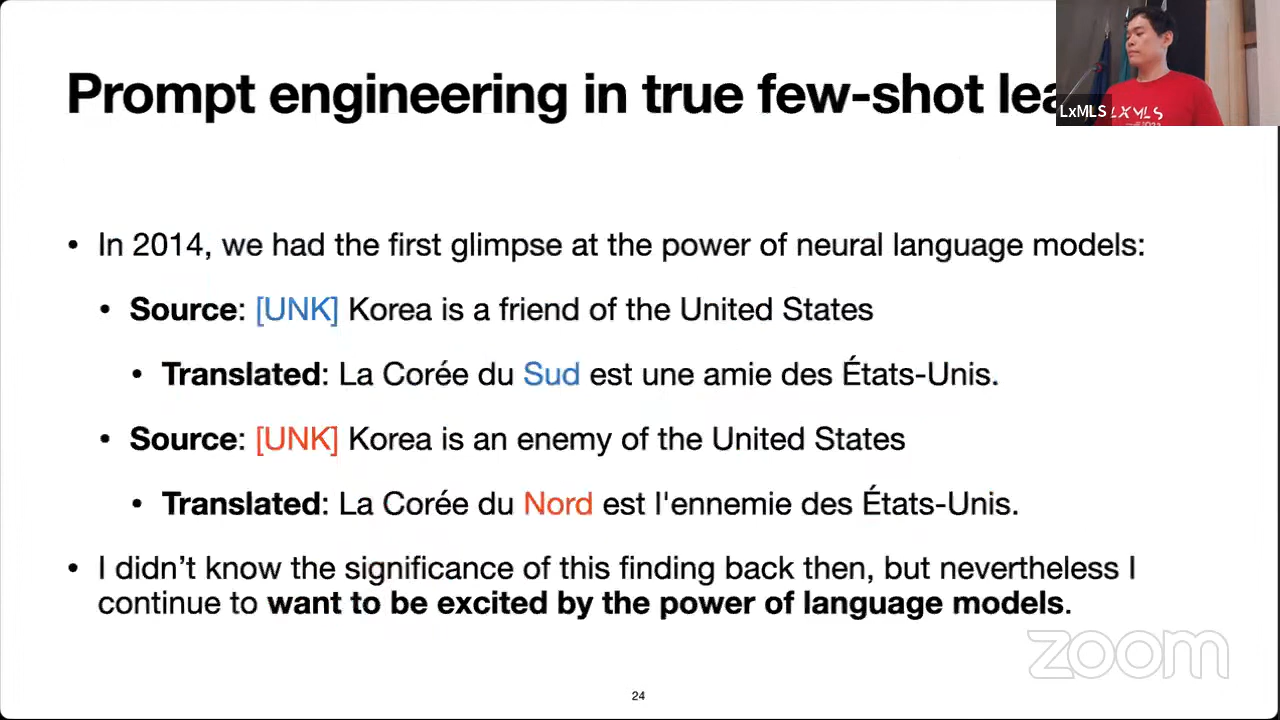 Prompt engineering in true few-shot lea
LxMLS
LXMLS
• In 2014, we had the first glimpse at the power of neural language models:
• Source: [UNK] Korea is a friend of the United States
• Translated: La Corée du Sud est une amie des États-Unis.
• Source: [UNK] Korea is an enemy of the United States
• Translated: La Corée du Nord est l'ennemie des États-Unis.
• I didn’t know the significance of this finding back then, but nevertheless I
continue to want to be excited by the power of language models.
zoom
24